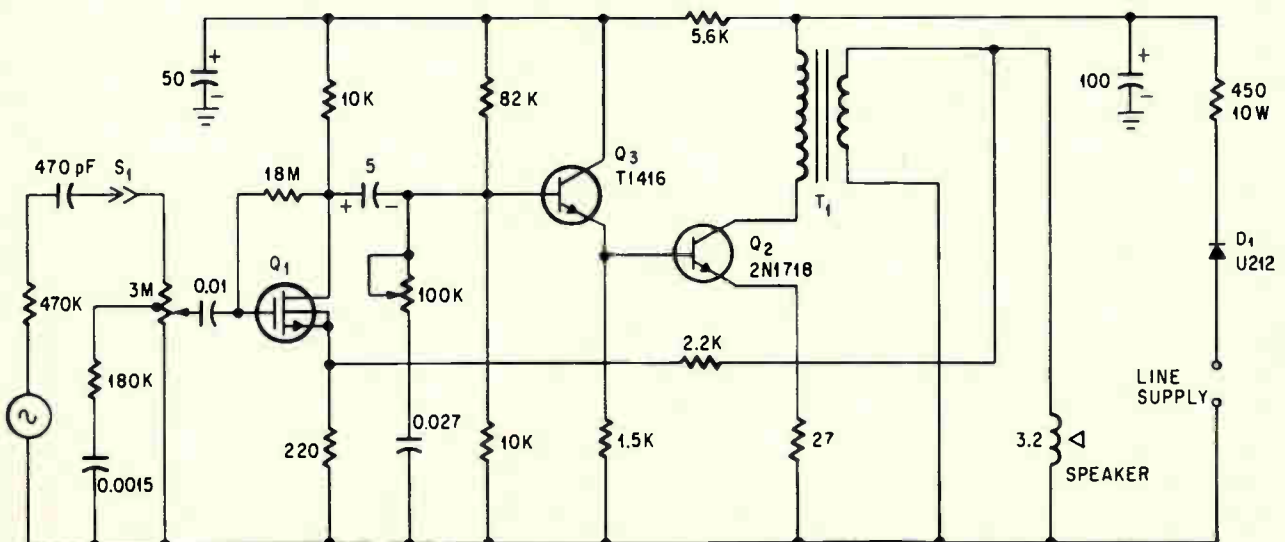 5.6K
+
50
-
10K
82K
+
100
-
450
10W
470 pF
S1
18M
5
+
-
Q3
T1416
T1
Q2
2N1718
D1
U212
Q1
3M
0.01
470K
100K
2.2K
180K
LINE
SUPPLY
0.027
220
10K
1.5K
27
3.2
SPEAKER
0.0015